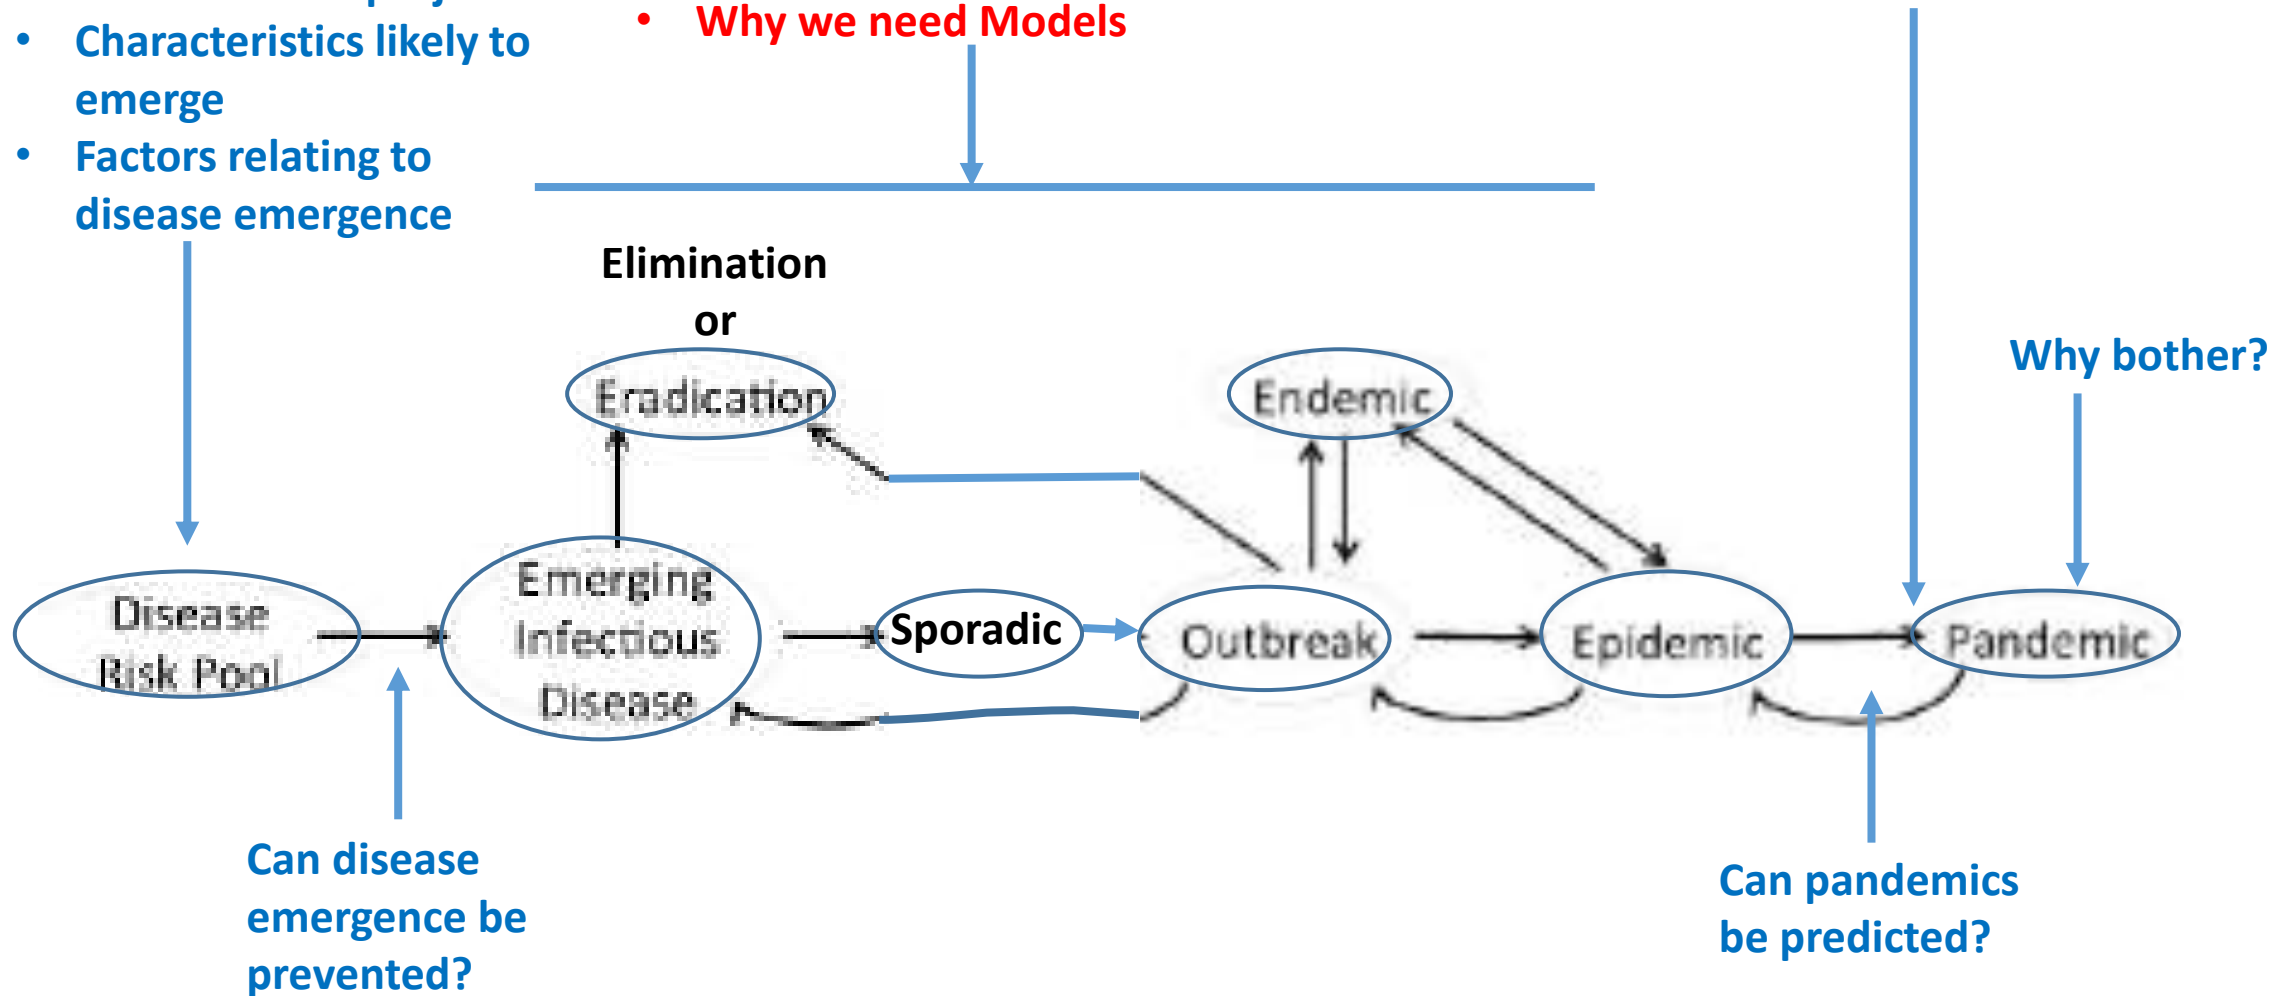 • Characteristics likely to
emerge
• Factors relating to
disease emergence
• Why we need Models
Elimination
or
Eradication
Endemic
Why bother?
Disease
Risk Pool
Emerging
Infectious
Disease
Sporadic
Outbreak
Epidemic
Pandemic
Can disease
emergence be
prevented?
Can pandemics
be predicted?